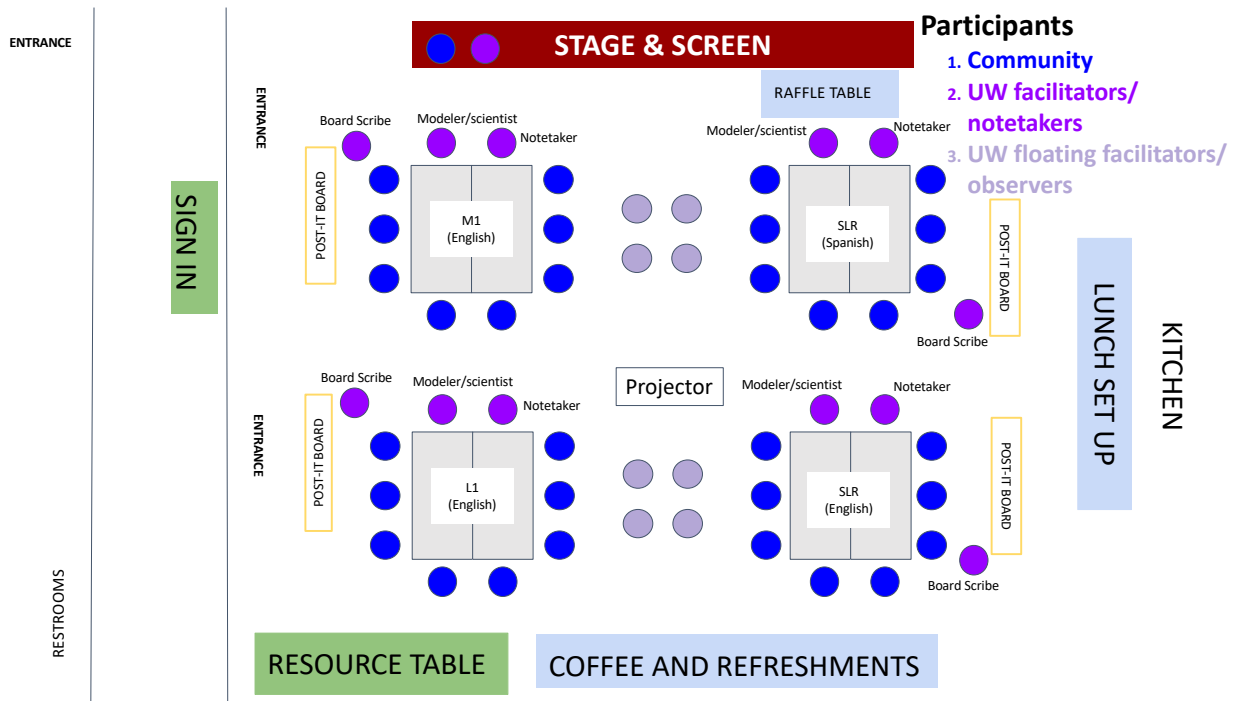 ENTRANCE
STAGE & SCREEN
Participants
1. Community
2. UW facilitators/
notetakers
3. UW floating facilitators/
observers
RAFFLE TABLE
ENTRANCE
Board Scribe
Modeler/scientist
Notetaker
Modeler/scientist
Notetaker
POST-IT BOARD
M1
(English)
SLR
(Spanish)
POST-IT BOARD
SIGN IN
Board Scribe
LUNCH SET UP
KITCHEN
Board Scribe
Modeler/scientist
Notetaker
Projector
Modeler/scientist
Notetaker
ENTRANCE
POST-IT BOARD
L1
(English)
SLR
(English)
POST-IT BOARD
Board Scribe
RESTROOMS
RESOURCE TABLE
COFFEE AND REFRESHMENTS